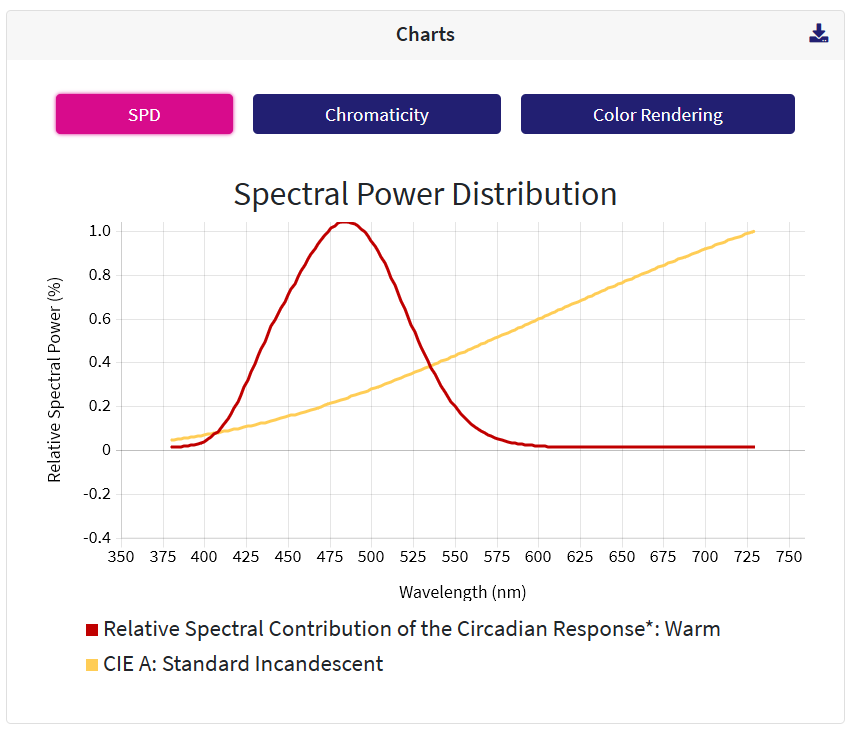 Charts
SPD Chromaticity Color Rendering
Spectral Power Distribution
Relative Spectral Power (%)
1.0
0.8
0.6
0.4
0.2
0
-0.2
-0.4
350 375 400 425 450 475 500 525 550 575 600 625 650 675 700 725 750
Wavelength (nm)
Relative Spectral Contribution of the Circadian Response*: Warm
CIE A: Standard Incandescent